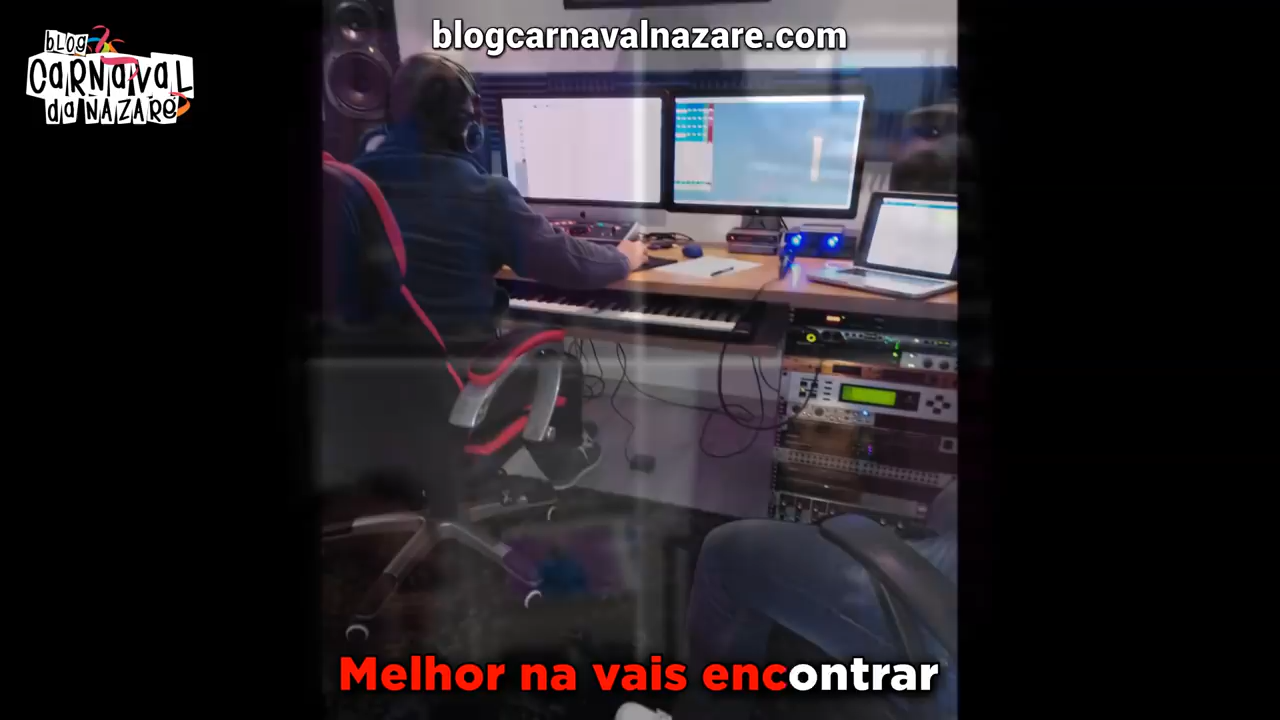 BLOG
CARNAVAL
da NAZARÉ
blogcarnavalnazare.com
Melhor na vais encontrar